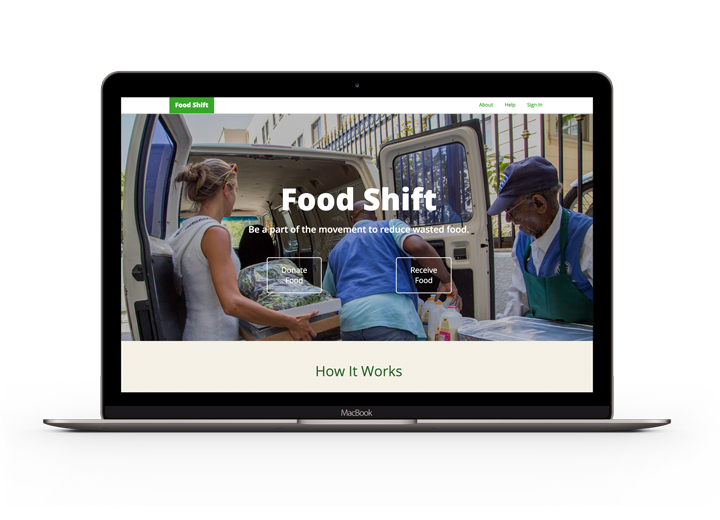 Food Shift
About Help Sign In
Food Shift
Be a part of the movement to reduce wasted food.
Donate
Food
Receive
Food
How It Works
MacBook